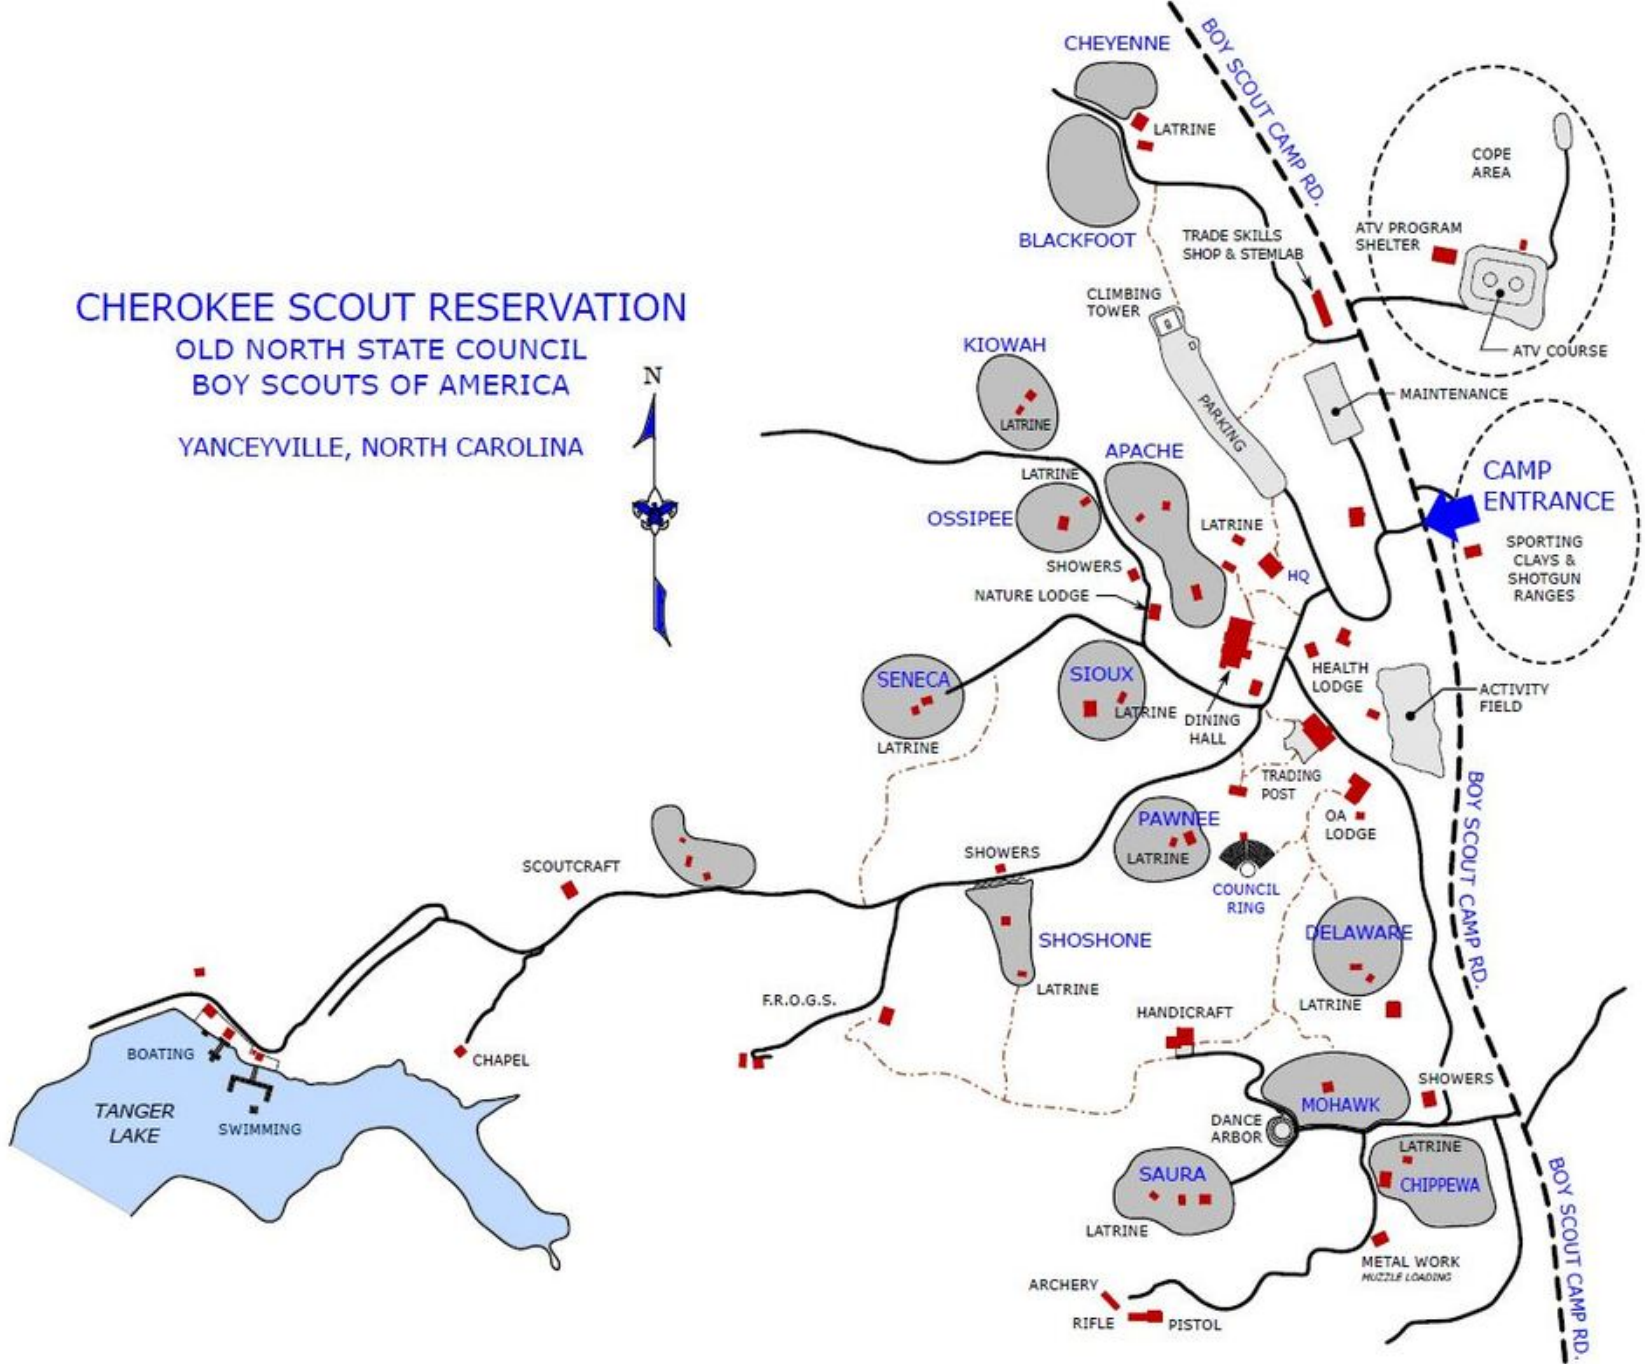 CHEYENNE
LATRINE
BLACKFOOT
BOY SCOUT CAMP RD.
COPE
AREA
ATV PROGRAM
SHELTER
TRADE SKILLS
SHOP & STEMLAB
ATV COURSE
CLIMBING
TOWER
CHEROKEE SCOUT RESERVATION
OLD NORTH STATE COUNCIL
BOY SCOUTS OF AMERICA
YANCEYVILLE, NORTH CAROLINA
N
KIOWAH
LATRINE
PARKING
MAINTENANCE
APACHE
LATRINE
OSSIPEE
CAMP
ENTRANCE
SPORTING
CLAYS &
SHOTGUN
RANGES
LATRINE
HQ
SHOWERS
NATURE LODGE
SENECA
LATRINE
SIOUX
LATRINE
DINING
HALL
HEALTH
LODGE
ACTIVITY
FIELD
TRADING
POST
OA
LODGE
BOY SCOUT CAMP RD.
PAWNEE
LATRINE
COUNCIL
RING
SHOWERS
SCOUTCRAFT
SHOSHONE
LATRINE
DELAWARE
LATRINE
F.R.O.G.S.
HANDICRAFT
CHAPEL
BOATING
SWIMMING
TANGER
LAKE
MOHAWK
SHOWERS
DANCE
ARBOR
LATRINE
CHIPPEWA
SAURA
LATRINE
METAL WORK
MUZZLE LOADING
ARCHERY
RIFLE
PISTOL
BOY SCOUT CAMP RD.